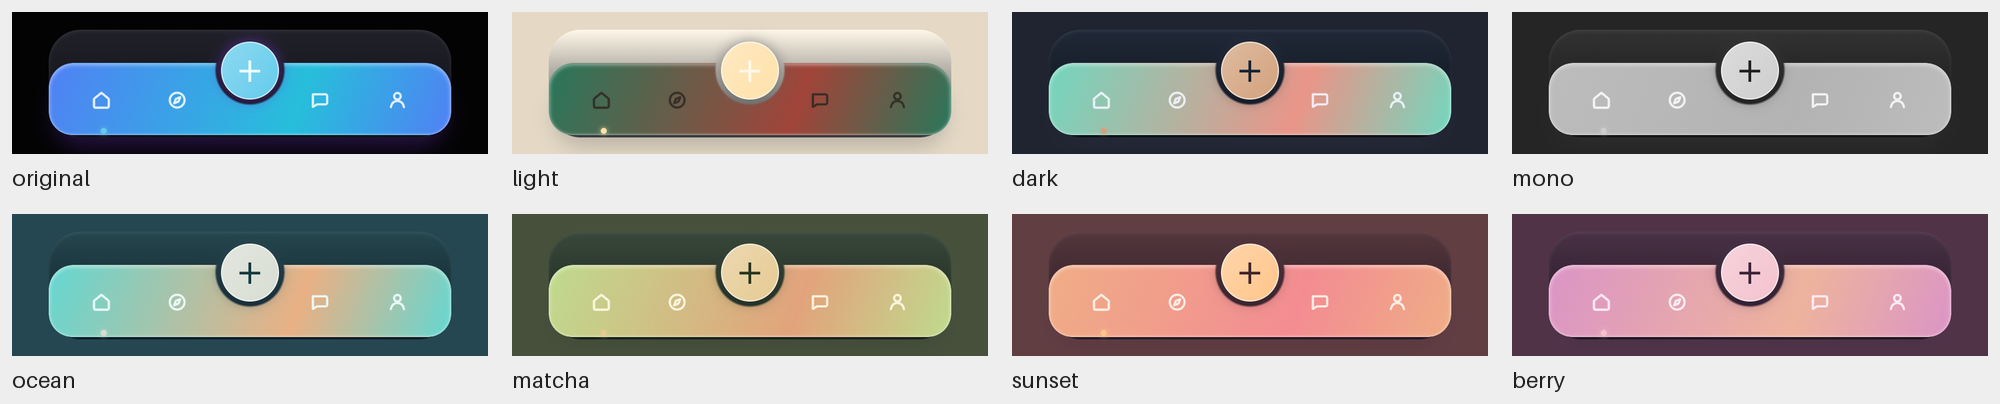 original
light
dark
mono
ocean
matcha
sunset
berry